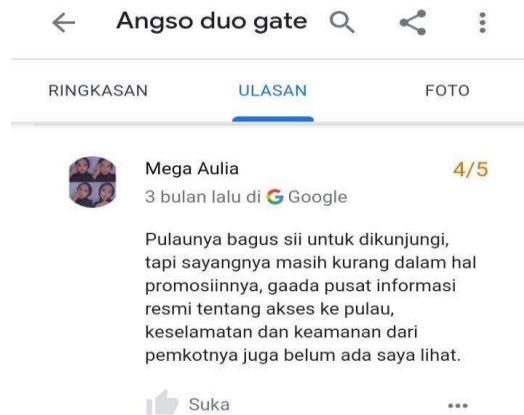 Angso duo gate
RINGKASAN ULASAN FOTO
Mega Aulia 4/5
3 bulan lalu di Google
Pulaunya bagus sii untuk dikunjungi,
tapi sayangnya masih kurang dalam hal
promosiinnya, gaada pusat informasi
resmi tentang akses ke pulau,
keselamatan dan keamanan dari
pemkotnya juga belum ada saya lihat.
Suka